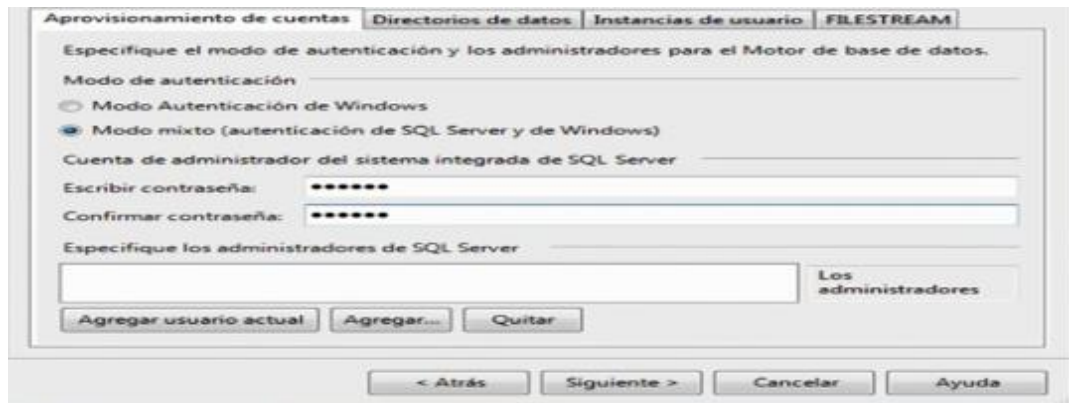 Aprovisionamiento de cuentas Directorios de datos Instancias de usuario FILESTREAM
Especifique el modo de autenticación y los administradores para el Motor de base de datos.
Modo de autenticación
Modo Autenticación de Windows
Modo mixto (autenticación de SQL Server y de Windows)
Cuenta de administrador del sistema integrada de SQL Server
Escribir contraseña: ••••••
Confirmar contraseña: ••••••
Especifique los administradores de SQL Server
Los
administradores
Agregar usuario actual Agregar... Quitar
< Atrás Siguiente > Cancelar Ayuda